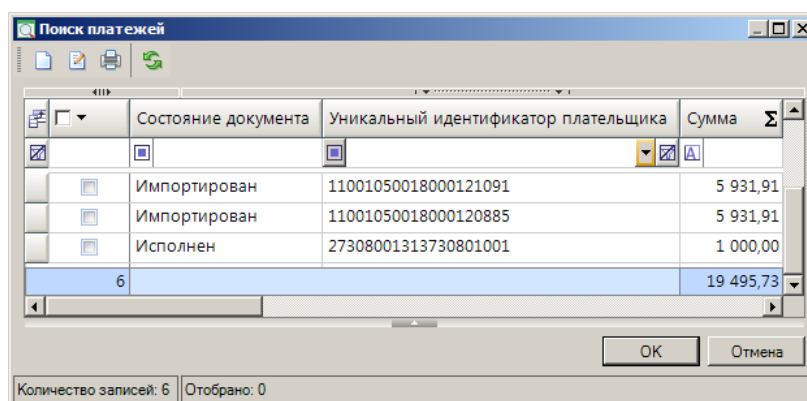 Поиск платежей
Состояние документа Уникальный идентификатор плательщика Сумма Σ
A
Импортирован 11001050018000121091 5 931,91
Импортирован 11001050018000120885 5 931,91
Исполнен 27308001313730801001 1 000,00
6 19 495,73
OK Отмена
Количество записей: 6 Отобрано: 0